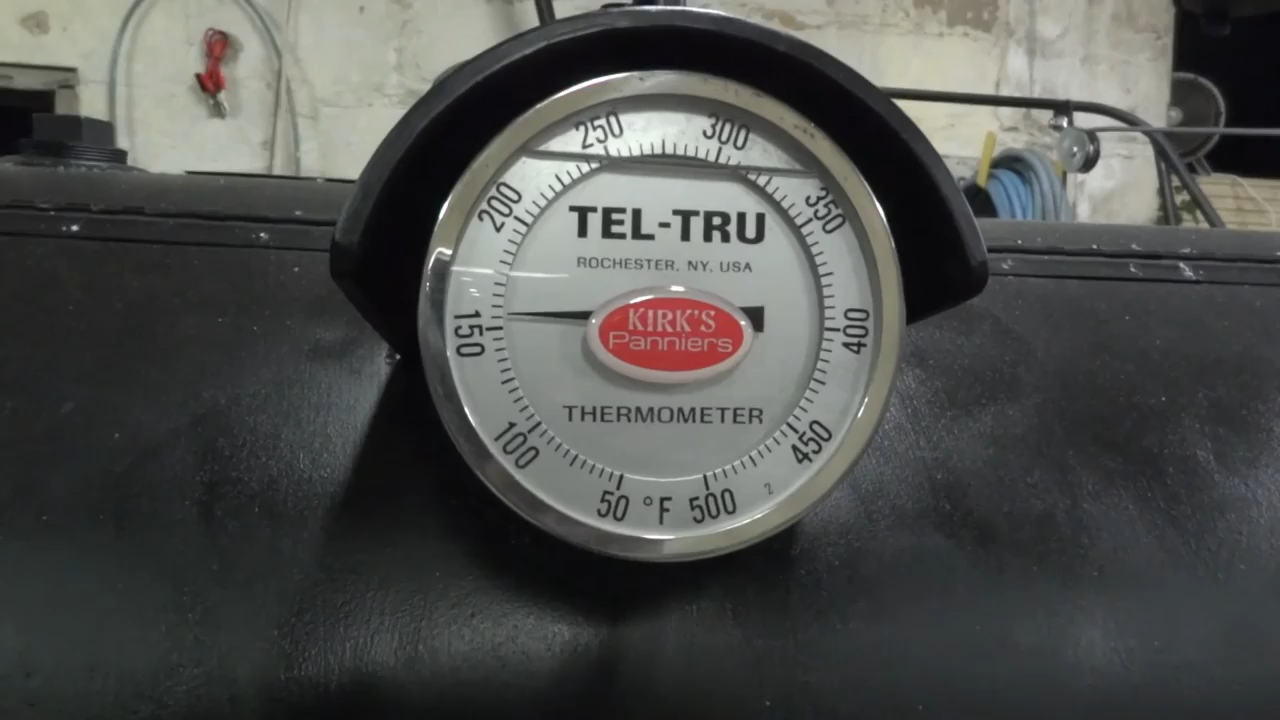 250 300
200 350
TEL-TRU
ROCHESTER, NY, USA
150 400
KIRK'S
Panniers
THERMOMETER
100 450
50 °F 500 2